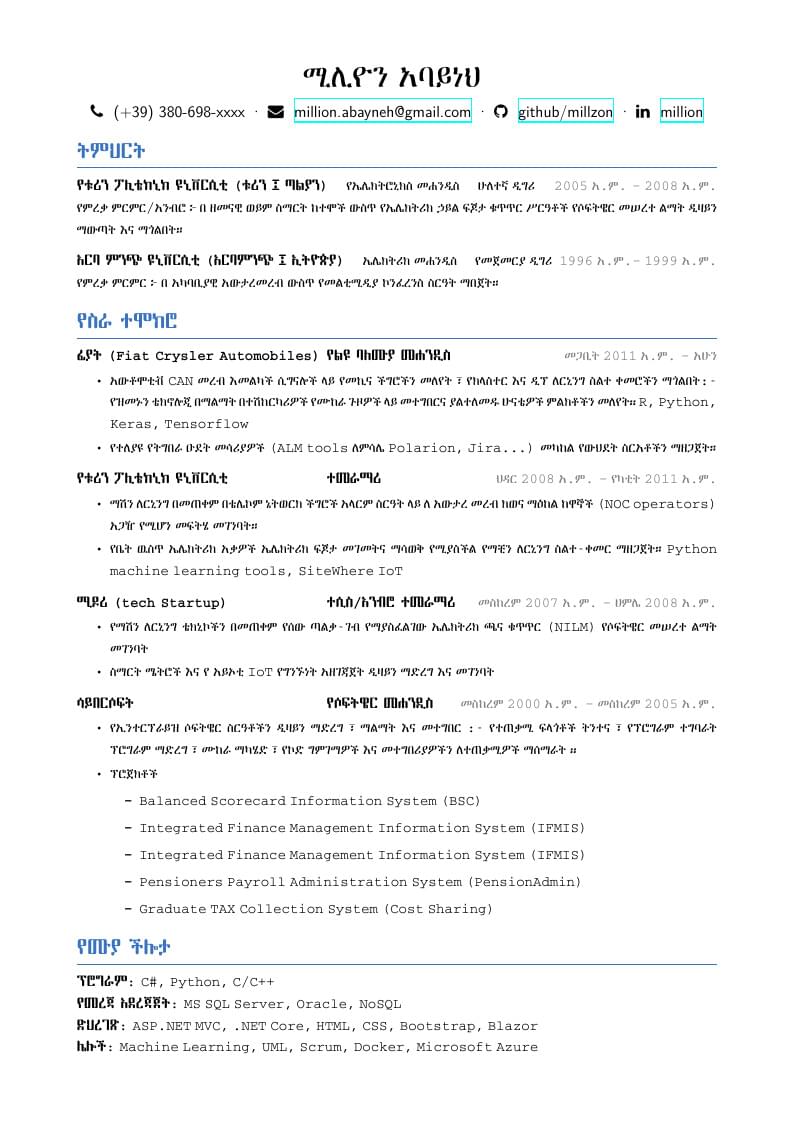 ሚሊዮን አባይነህ
(+39) 380-698-xxxx · million.abayneh@gmail.com · github/millzon · million
ትምህርት
የቱሪን ፖሊቴክኒክ ዩኒቨርሲቲ (ቱሪን ፤ ጣልያን) የኤሌክትሮኒክስ መሐንዲስ ሁለተኛ ዲግሪ 2005 አ.ም. - 2008 አ.ም.
የምረቃ ምርምር/አንብሮ ፦ በ ዘመናዊ ወይም ስማርት ከተሞች ውስጥ የኤሌክትሪክ ኃይል ፍጆታ ቁጥጥር ሥርዓቶች የሶፍትዌር መሠረተ ልማት ዲዛይን
ማውጣት እና ማጎልበት።
አርባ ምንጭ ዩኒቨርሲቲ (አርባምንጭ ፤ ኢትዮጵያ) ኤሌክትሪክ መሐንዲስ የመጀመሪያ ዲግሪ 1996 አ.ም.- 1999 አ.ም.
የምረቃ ምርምር ፦ በ አካባቢያዊ አውታረመረብ ውስጥ የመልቲሚዲያ ኮንፈረንስ ስርዓት ማበጀት።
የስራ ተሞክሮ
ፊያት (Fiat Crysler Automobiles) የልዩ ባለሙያ መሐንዲስ መጋቢት 2011 አ.ም. - አሁን
• አውቶሞቲቭ CAN መረብ አመልካች ሲግናሎች ላይ የመኪና ችግሮችን መለየት ፣ የክላስተር እና ዲፕ ለርኒንግ ስልተ ቀመሮችን ማጎልበት:-
የዝመኑን ቴክኖሎጂ በማልማት በተሽከርካሪዎች የሙከራ ጉዞዎች ላይ መተግበርና ያልተለመዱ ሁናቴዎች ምልክቶችን መለየት። R, Python,
Keras, Tensorflow
• የተለያዩ የትግበራ ዑደት መሳሪያዎች (ALM tools ለምሳሌ Polarion, Jira...) መካከል የውህደት ስርአቶችን ማዘጋጀት።
የቱሪን ፖሊቴክኒክ ዩኒቨርሲቲ ተመራማሪ ህዳር 2008 አ.ም. - የካቲት 2011 አ.ም.
• ማሽን ለርኒንግ በመጠቀም በቴሌኮም ኔትወርክ ችግሮች አላርም ስርዓት ላይ ለ አውታረ መረብ ክወና ማዕከል ከዋኞች (NOC operators)
አጋዥ የሚሆን መፍትሄ መገንባት።
• የቤት ዉስጥ ኤሌክትሪክ አቃዎች ኤሌክትሪክ ፍጆታ መገመትና ማሳወቅ የሚያስችል የማቺን ለርኒንግ ስልተ-ቀመር ማዘጋጀት። Python
machine learning tools, SiteWhere IoT
ሚዶሪ (tech Startup) ተሲስ/አንብሮ ተመራማሪ መስከረም 2007 አ.ም. - ሀምሌ 2008 አ.ም.
• የማሽን ለርኒንግ ቴክኒኮችን በመጠቀም የሰው ጣልቃ-ገብ የማያስፈልገው ኤሌክትሪክ ጫና ቁጥጥር (NILM) የሶፍትዌር መሠረተ ልማት
መገንባት
• ስማርት ሜትሮች እና የ አይኦቲ IoT የግንኙነት አዘገጃጀት ዲዛይን ማድረግ እና መገንባት
ሳይበርሶፍት የሶፍትዌር መሐንዲስ መስከረም 2000 አ.ም. - መስከረም 2005 አ.ም.
• የኢንተርፕራይዝ ሶፍትዌር ስርዓቶችን ዲዛይን ማድረግ ፣ ማልማት እና መተግበር :- የተጠቃሚ ፍላጎቶች ትንተና ፣ የፕሮግራም ተግባራት
ፕሮግራም ማድረግ ፣ ሙከራ ማካሄድ ፣ የኮድ ግምገማዎች እና መተግበሪያዎችን ለተጠቃሚዎች ማሰማራት ።
• ፕሮጀክቶች
– Balanced Scorecard Information System (BSC)
– Integrated Finance Management Information System (IFMIS)
– Integrated Finance Management Information System (IFMIS)
– Pensioners Payroll Administration System (PensionAdmin)
– Graduate TAX Collection System (Cost Sharing)
የሙያ ችሎታ
ፕሮግራም: C#, Python, C/C++
የመረጃ አደረጃጀት: MS SQL Server, Oracle, NoSQL
ድህረገጽ: ASP.NET MVC, .NET Core, HTML, CSS, Bootstrap, Blazor
ሌሎች: Machine Learning, UML, Scrum, Docker, Microsoft Azure